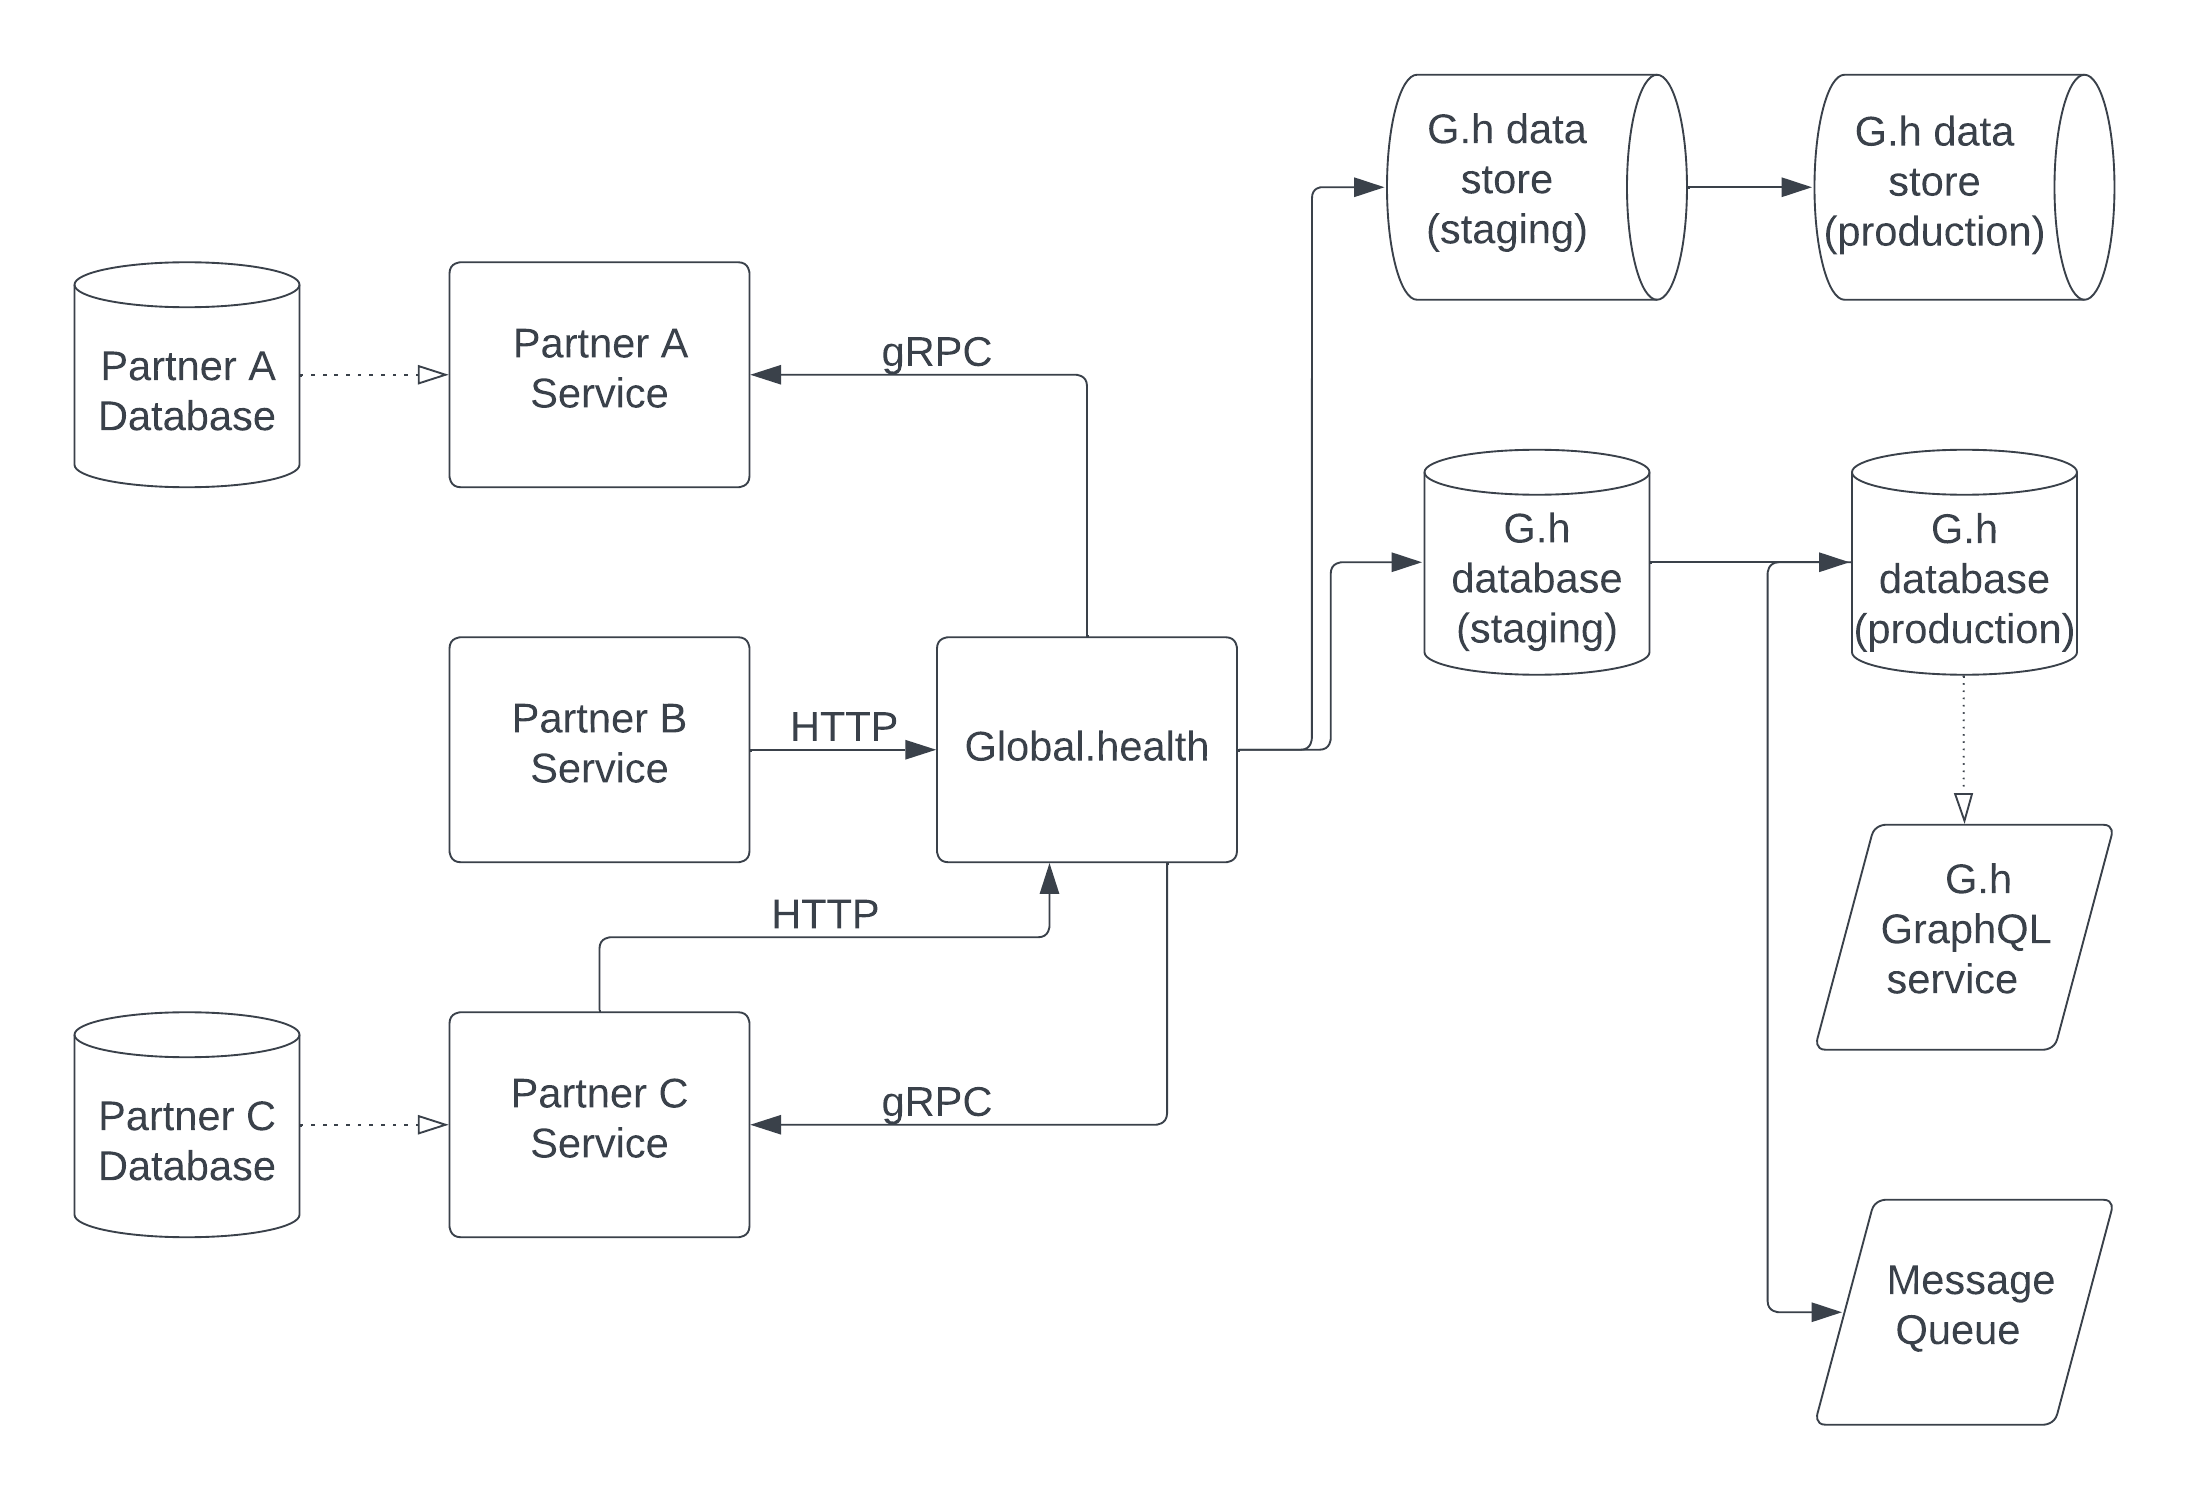 G.h data
store
(staging)
G.h data
store
(production)
Partner A
Database
Partner A
Service
gRPC
G.h
database
(staging)
G.h
database
(production)
Partner B
Service
HTTP
Global.health
G.h
GraphQL
service
HTTP
Partner C
Database
Partner C
Service
gRPC
Message
Queue